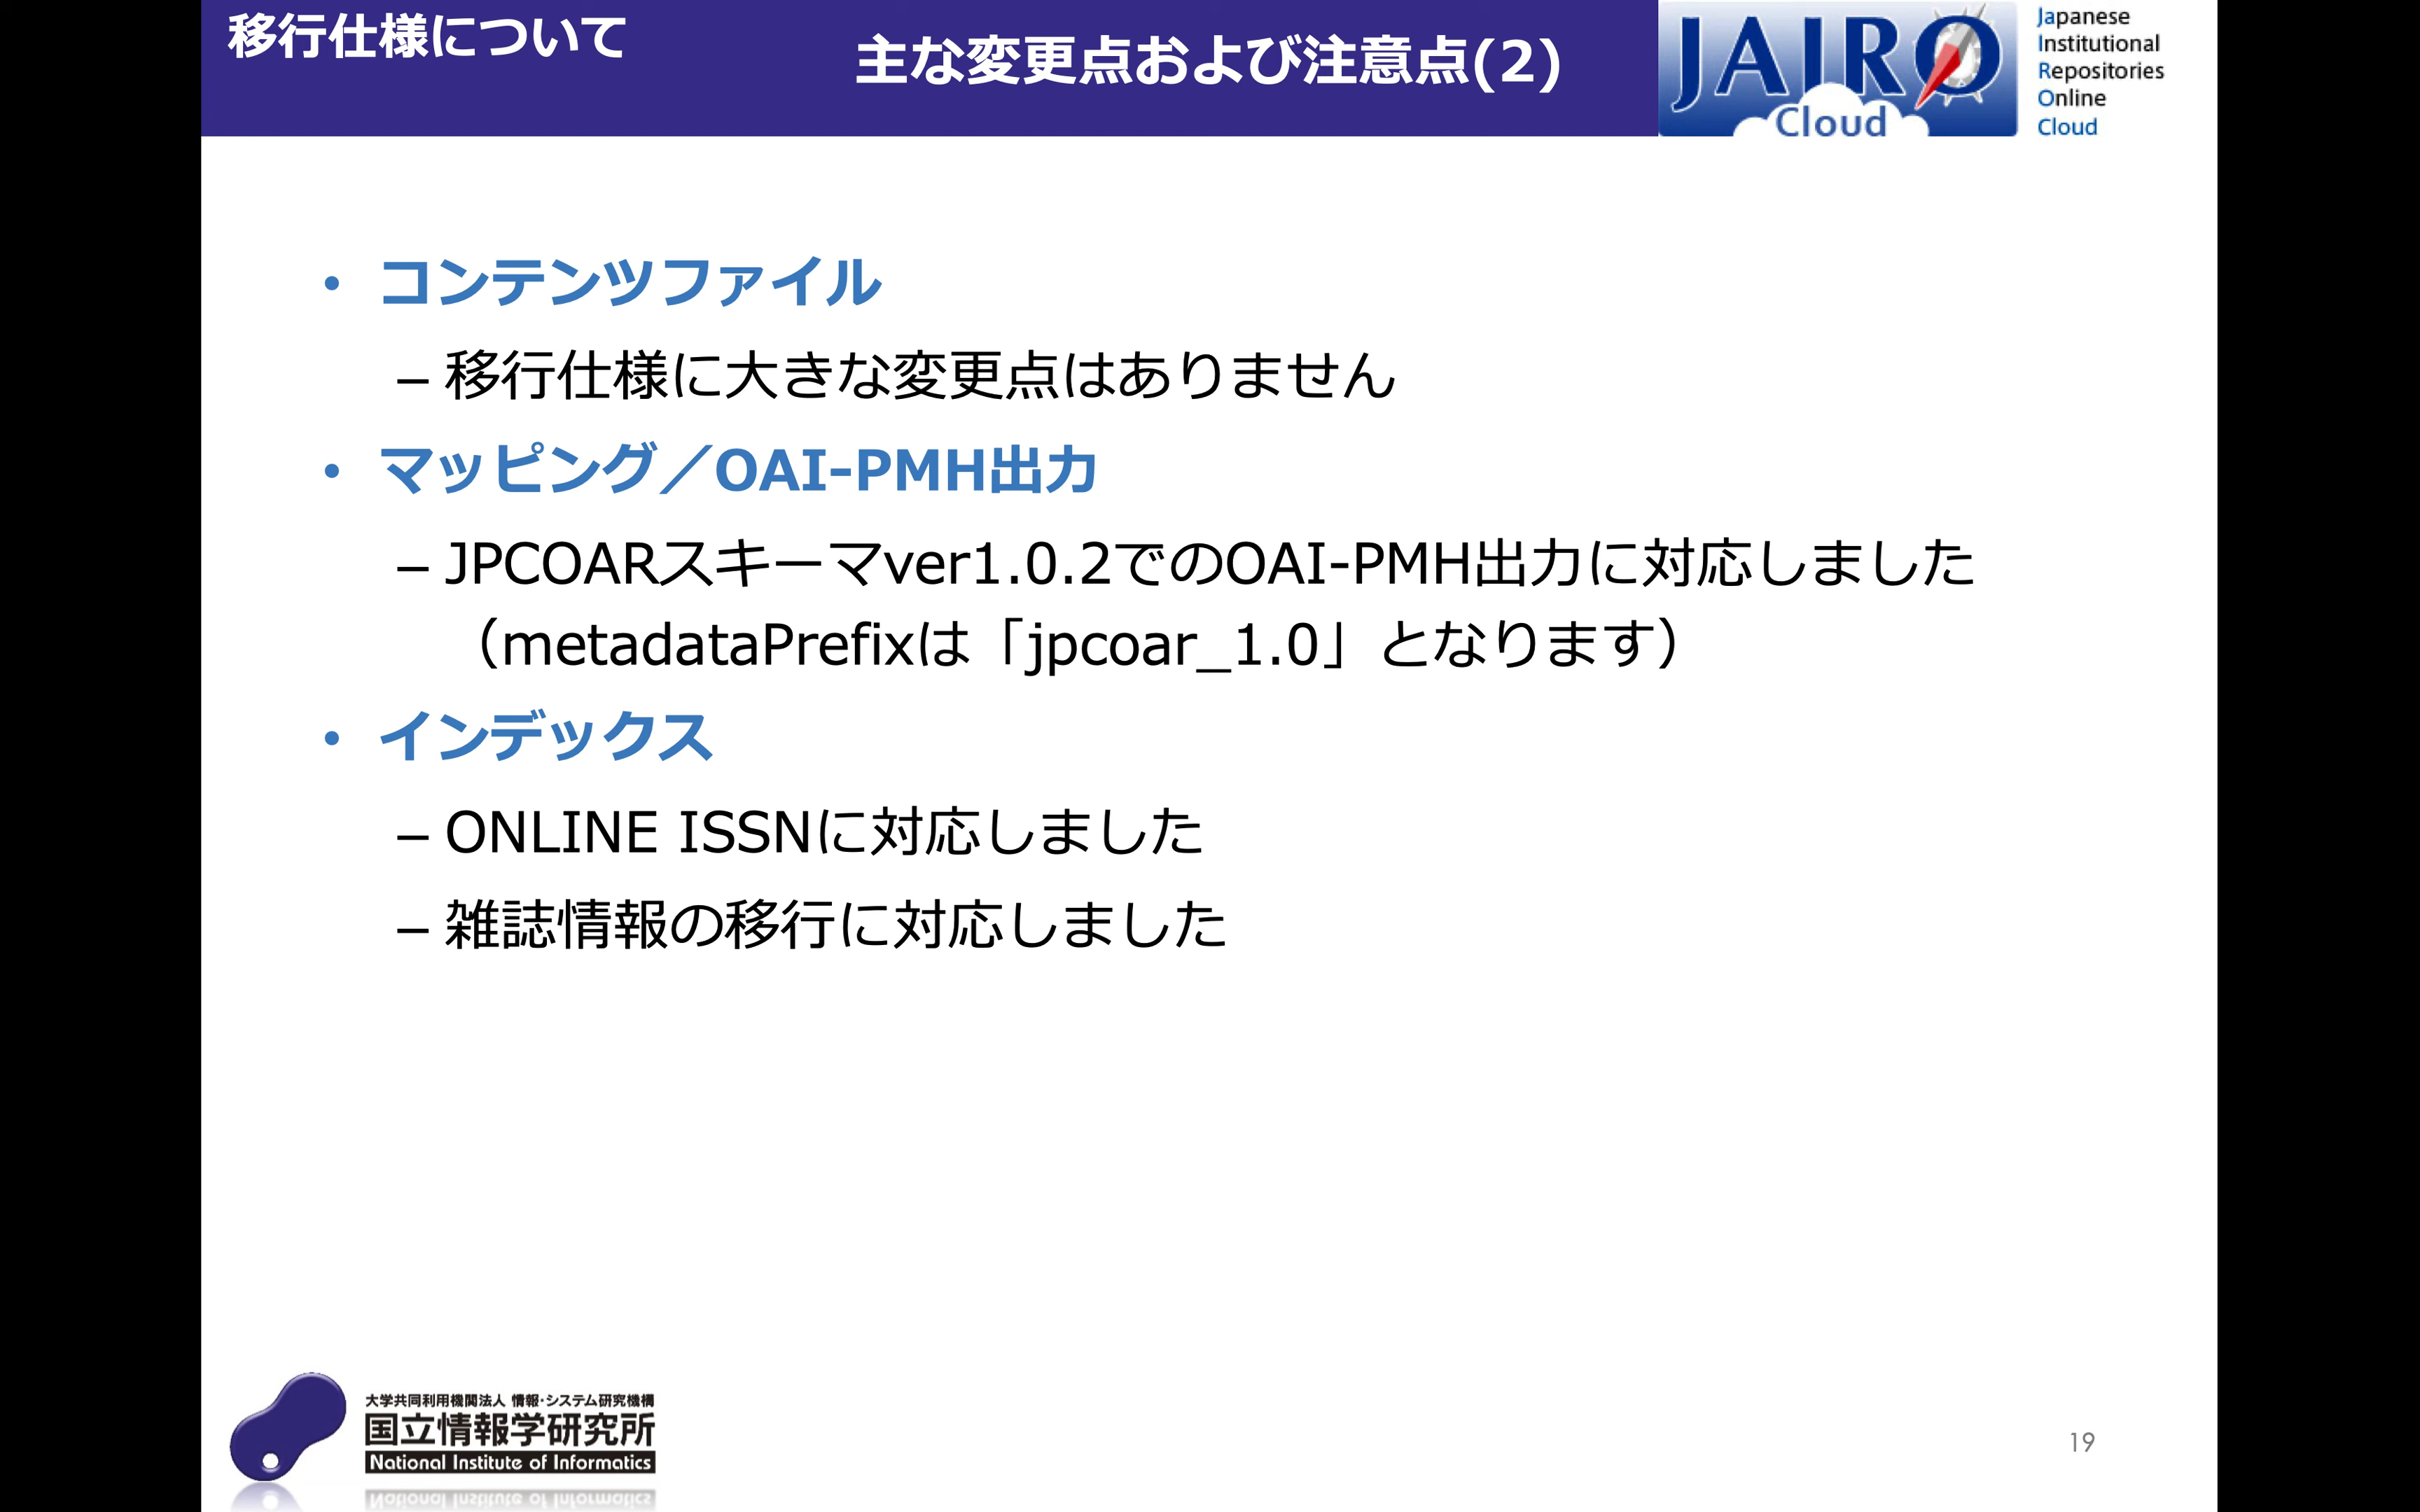 移行仕様について
主な変更点および注意点(2)
JAIRO
Cloud
Japanese
Institutional
Repositories
Online
Cloud
• コンテンツファイル
– 移行仕様に大きな変更点はありません
• マッピング／OAI-PMH出力
– JPCOARスキーマver1.0.2でのOAI-PMH出力に対応しました
（metadataPrefixは「jpcoar_1.0」となります）
• インデックス
– ONLINE ISSNに対応しました
– 雑誌情報の移行に対応しました
大学共同利用機関法人 情報・システム研究機構
国立情報学研究所
National Institute of Informatics
19